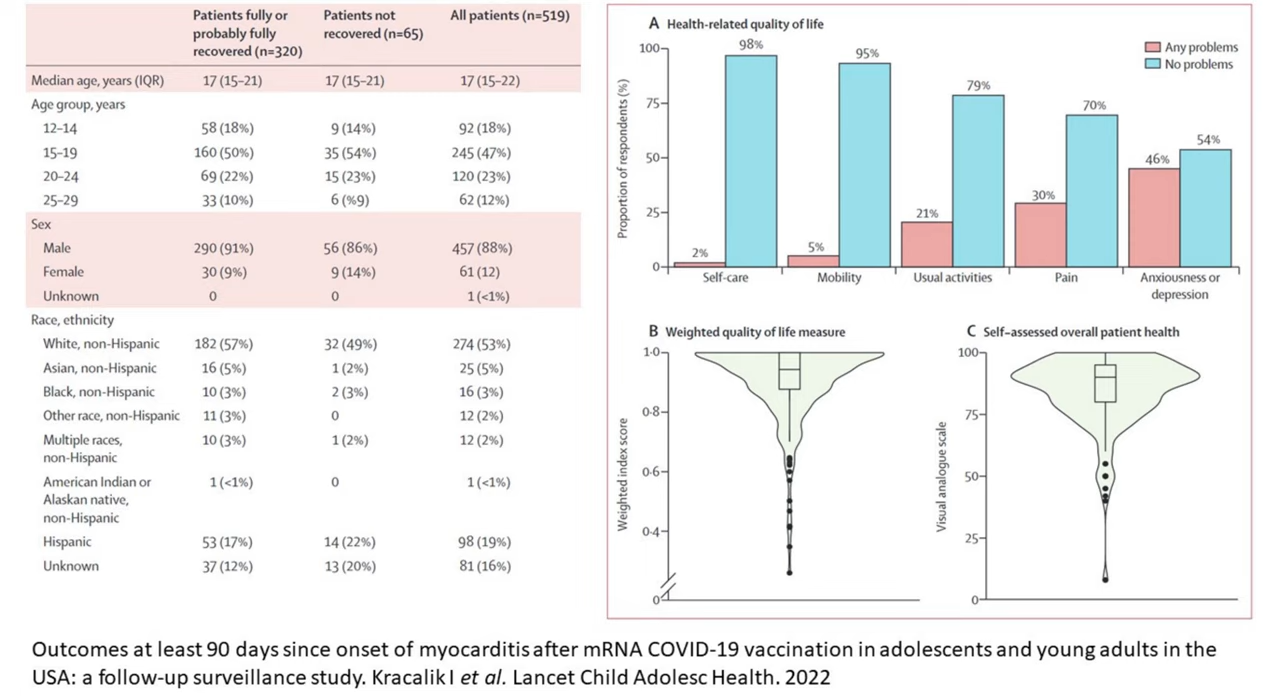 Patients fully or probably fully recovered (n=320) Patients not recovered (n=65) All patients (n=519)
Median age, years (IQR) 17 (15–21) 17 (15–21) 17 (15–22)
Age group, years
12–14 58 (18%) 9 (14%) 92 (18%)
15–19 160 (50%) 35 (54%) 245 (47%)
20–24 69 (22%) 15 (23%) 120 (23%)
25–29 33 (10%) 6 (%9) 62 (12%)
Sex
Male 290 (91%) 56 (86%) 457 (88%)
Female 30 (9%) 9 (14%) 61 (12)
Unknown 0 0 1 (<1%)
Race, ethnicity
White, non-Hispanic 182 (57%) 32 (49%) 274 (53%)
Asian, non-Hispanic 16 (5%) 1 (2%) 25 (5%)
Black, non-Hispanic 10 (3%) 2 (3%) 16 (3%)
Other race, non-Hispanic 11 (3%) 0 12 (2%)
Multiple races, 10 (3%) 1 (2%) 12 (2%)
non-Hispanic
American Indian or 1 (<1%) 0 1 (<1%)
Alaskan native,
non-Hispanic
Hispanic 53 (17%) 14 (22%) 98 (19%)
Unknown 37 (12%) 13 (20%) 81 (16%)
A Health-related quality of life
Any problems
No problems
Proportion of respondents (%)
100
75
50
25
0
2% 98%
5% 95%
21% 79%
30% 70%
46% 54%
Self-care Mobility Usual activities Pain Anxiousness or
depression
B Weighted quality of life measure
Weighted index score
1·0
0·8
0·6
0·4
0
C Self-assessed overall patient health
Visual analogue scale
100
75
50
25
0
Outcomes at least 90 days since onset of myocarditis after mRNA COVID-19 vaccination in adolescents and young adults in the
USA: a follow-up surveillance study. Kracalik I et al. Lancet Child Adolesc Health. 2022